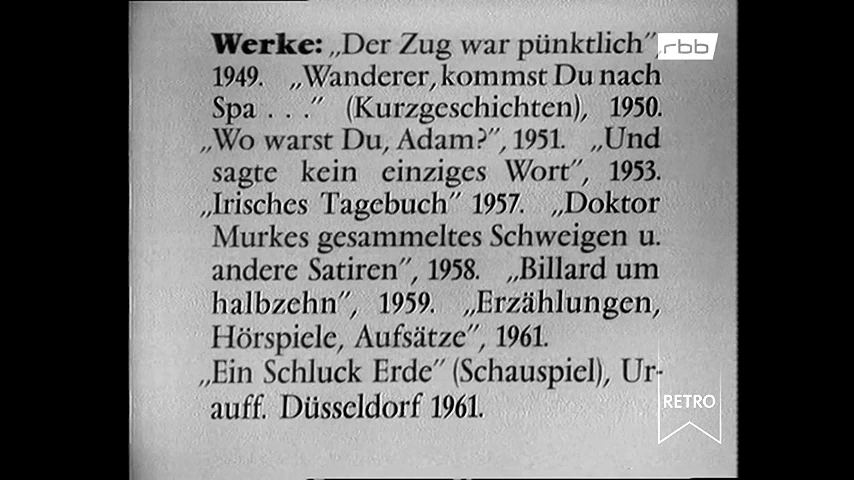 Werke: „Der Zug war pünktlich”,
1949. „Wanderer, kommst Du nach
Spa . . .” (Kurzgeschichten), 1950.
„Wo warst Du, Adam?”, 1951. „Und
sagte kein einziges Wort”, 1953.
„Irisches Tagebuch” 1957. „Doktor
Murkes gesammeltes Schweigen u.
andere Satiren”, 1958. „Billard um
halbzehn”, 1959. „Erzählungen,
Hörspiele, Aufsätze”, 1961.
„Ein Schluck Erde” (Schauspiel), Ur-
auff. Düsseldorf 1961.
rbb
RETRO